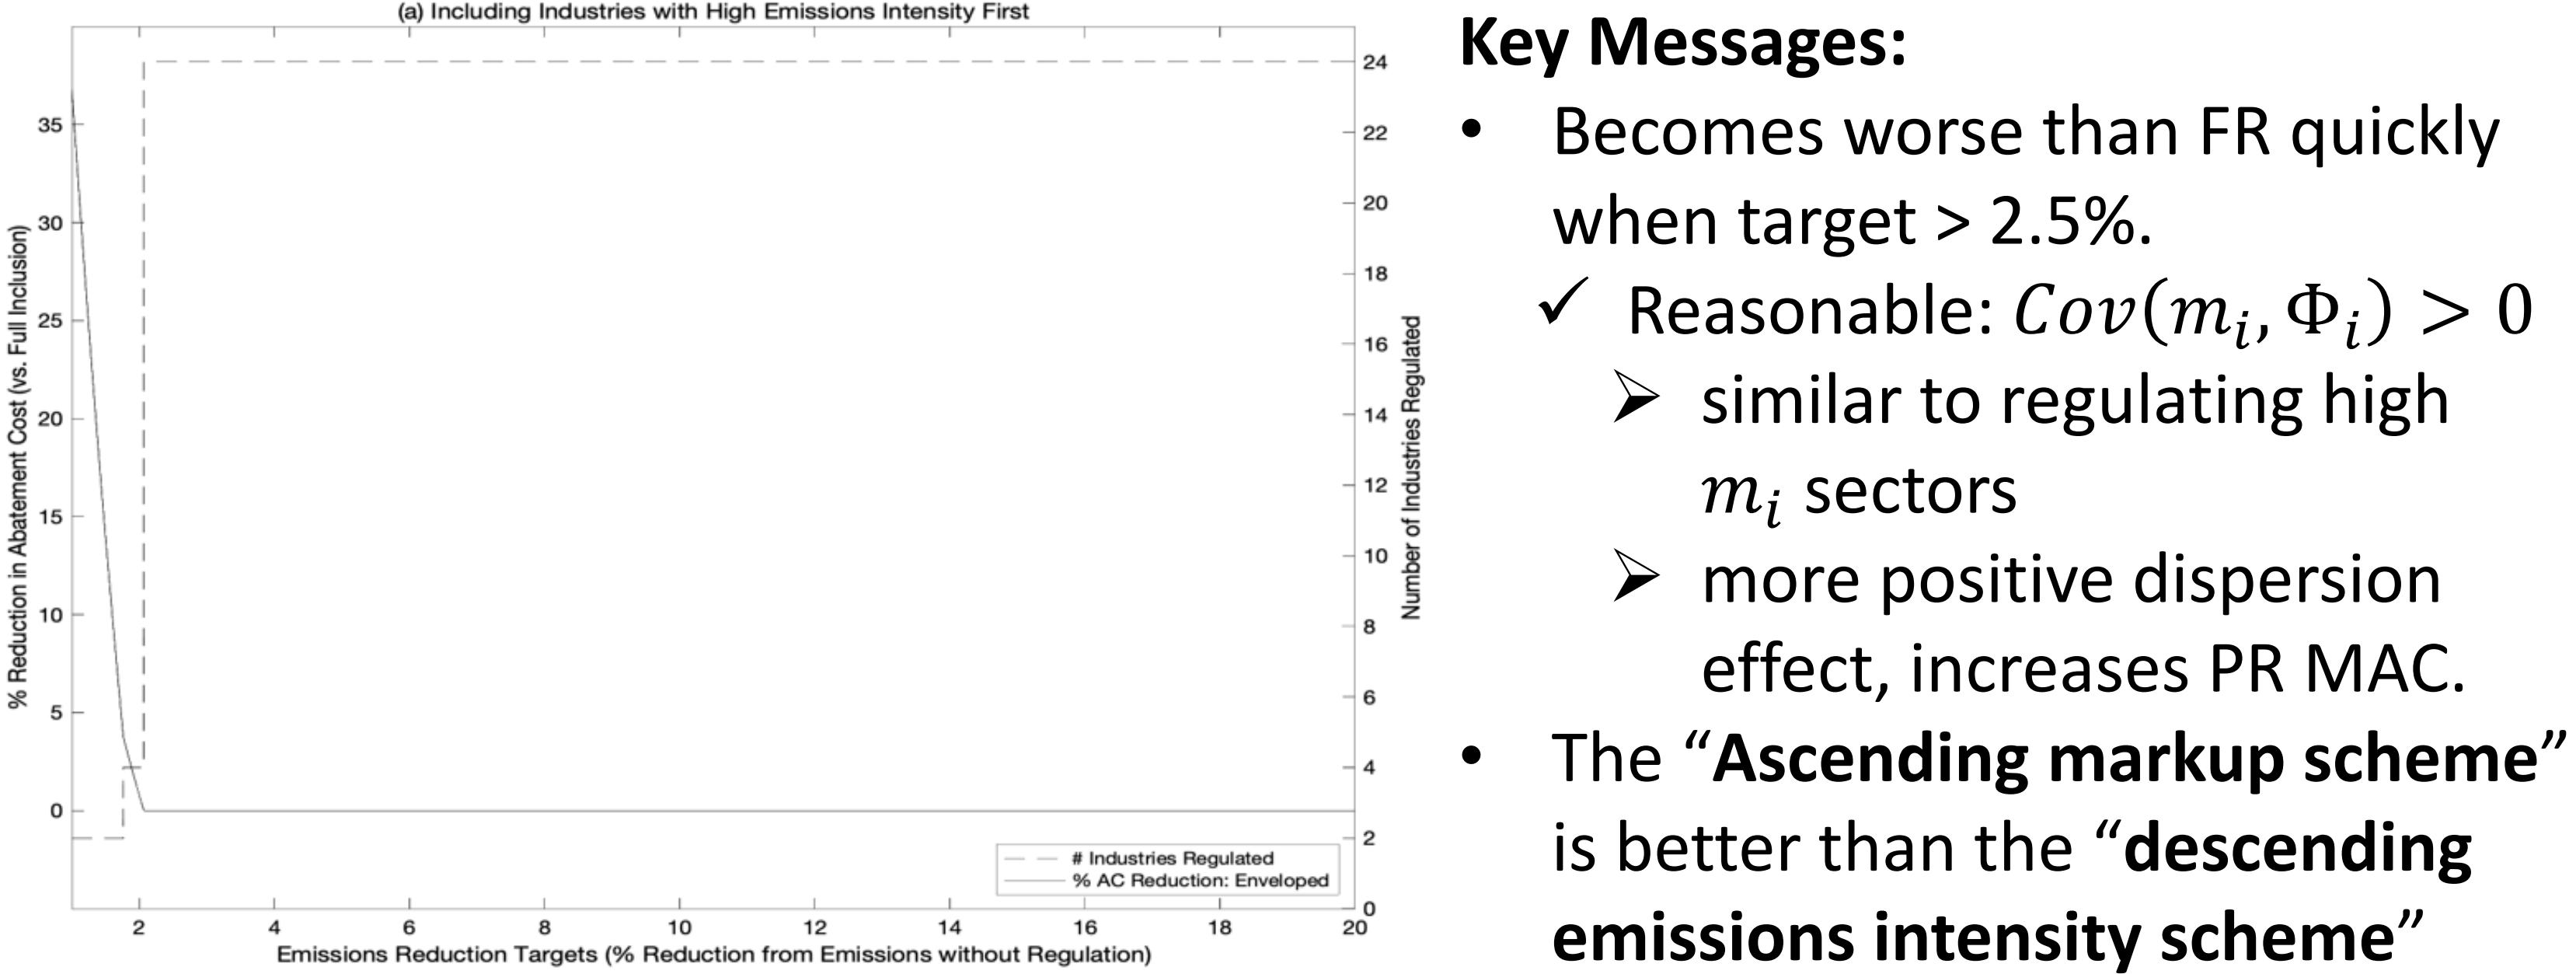 (a) Including Industries with High Emissions Intensity First
% Reduction in Abatement Cost (vs. Full Inclusion)
35
30
25
20
15
10
5
0
24
22
20
18
16
14
12
10
8
6
4
2
0
Number of Industries Regulated
# Industries Regulated
% AC Reduction: Enveloped
2 4 6 8 10 12 14 16 18 20
Emissions Reduction Targets (% Reduction from Emissions without Regulation)
Key Messages:
• Becomes worse than FR quickly
when target > 2.5%.
✓ Reasonable: Cov(mᵢ, Φᵢ) > 0
➢ similar to regulating high
mᵢ sectors
➢ more positive dispersion
effect, increases PR MAC.
• The “Ascending markup scheme”
is better than the “descending
emissions intensity scheme”